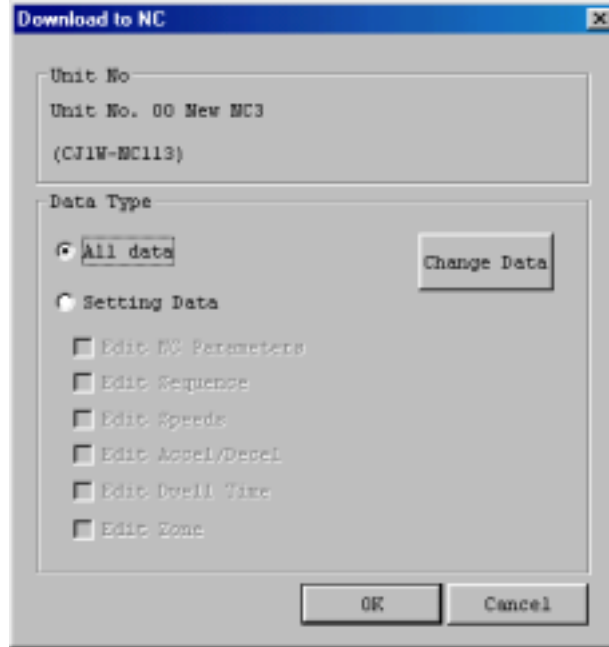 Download to NC
Unit No
Unit No. 00 New NC3
(CJ1W-NC113)
Data Type
All data
Change Data
Setting Data
Edit NC Parameters
Edit Sequence
Edit Speeds
Edit Accel/Decel
Edit Dwell Time
Edit Zone
OK
Cancel